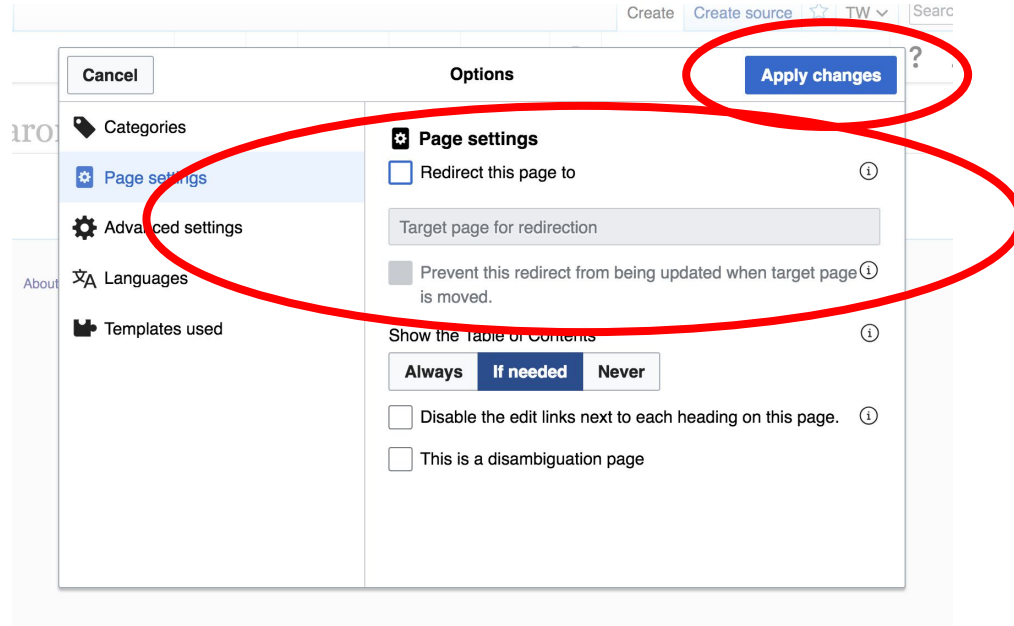 Create Create source TW Searc
Cancel Options Apply changes ?
Categories
Page settings
Page settings
Redirect this page to
Advanced settings
Target page for redirection
Languages
Prevent this redirect from being updated when target page
is moved.
About
Templates used
Show the Table of Contents
Always If needed Never
Disable the edit links next to each heading on this page.
This is a disambiguation page